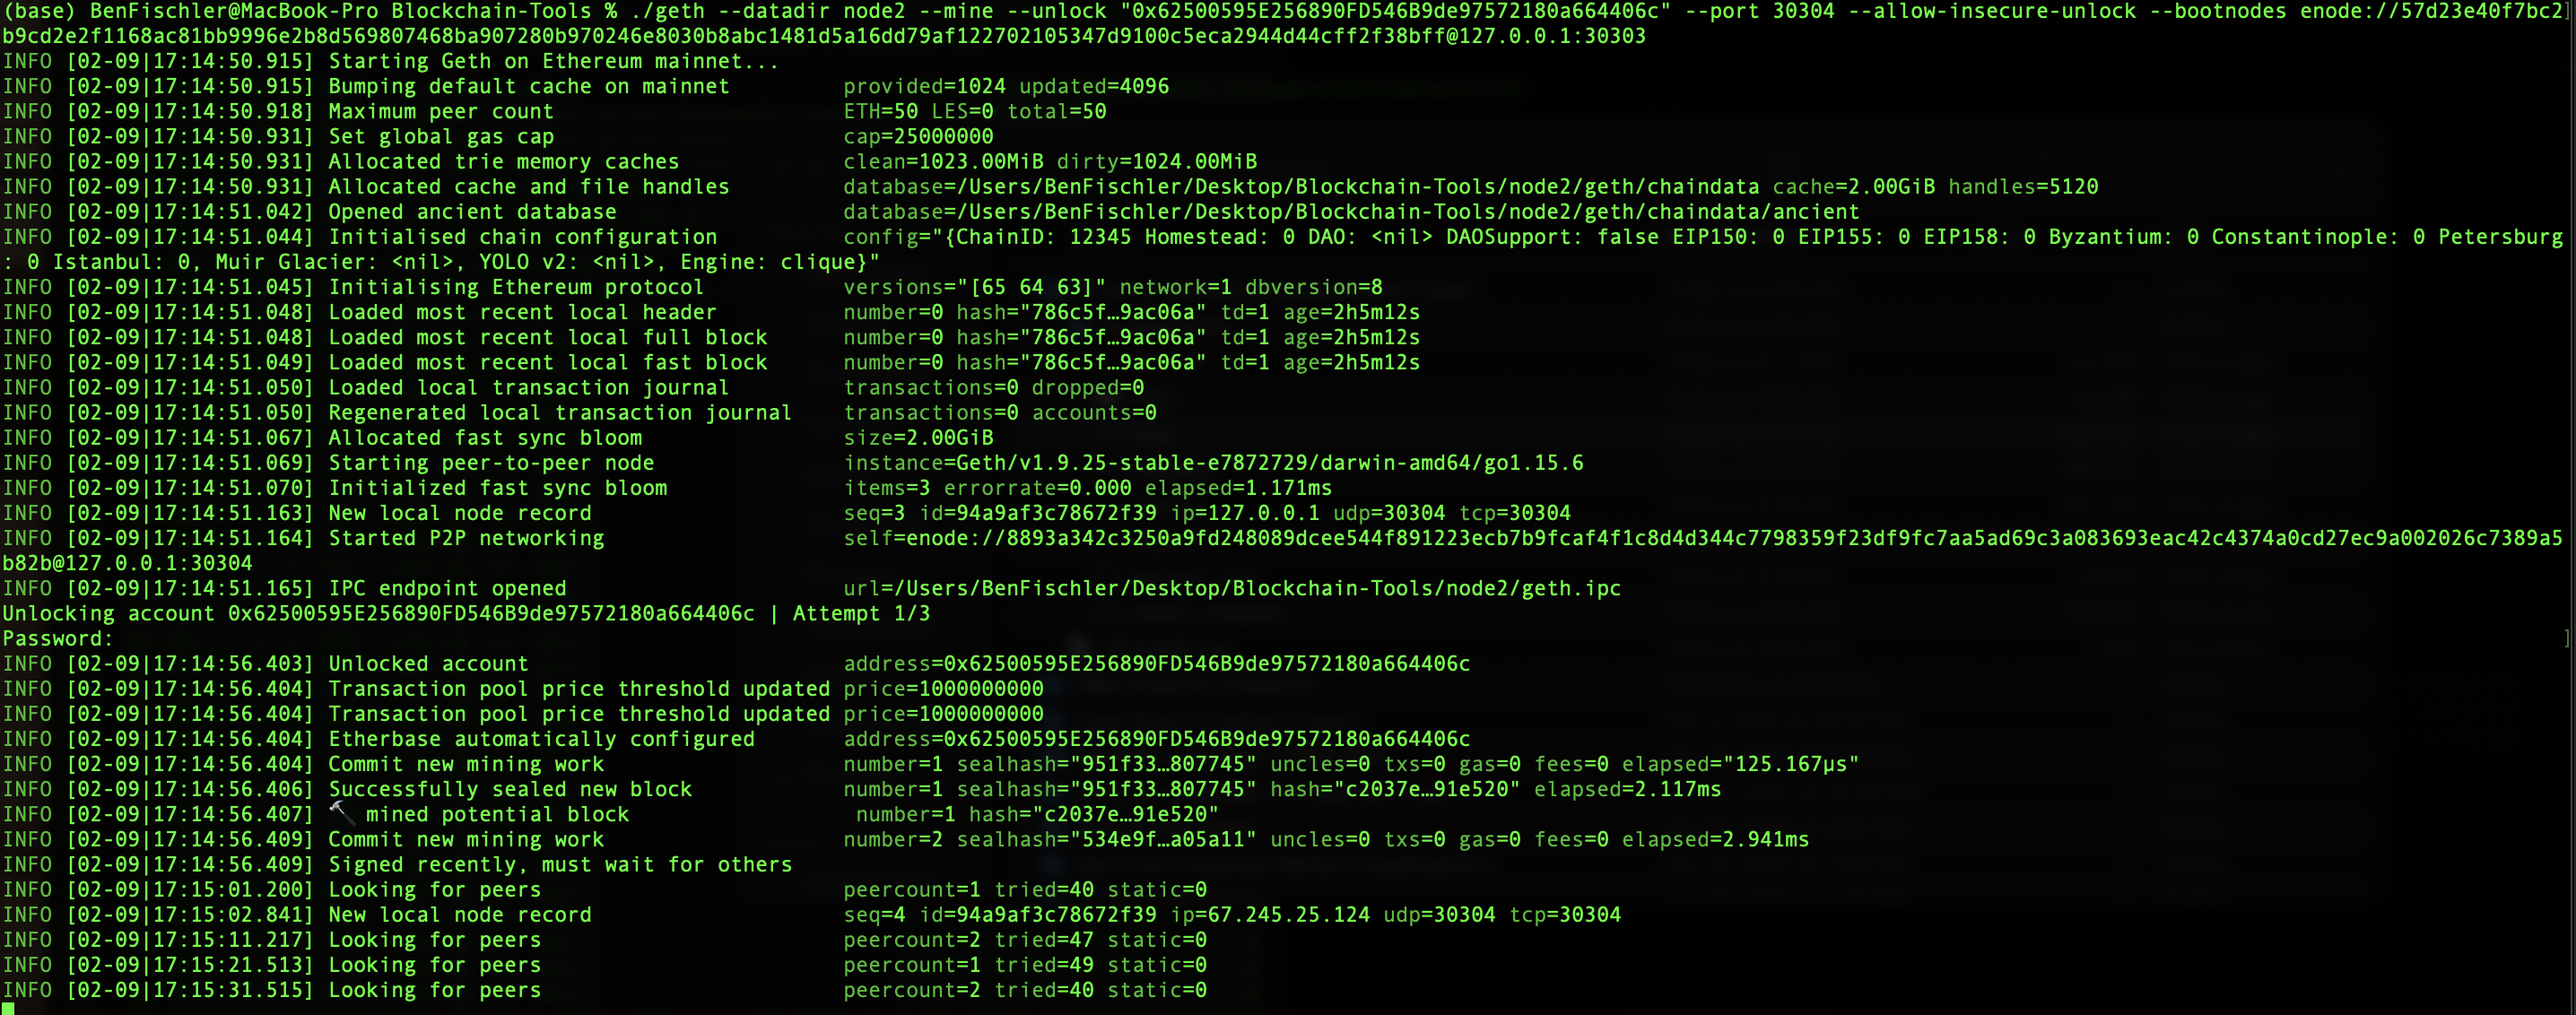 (base) BenFischler@MacBook-Pro Blockchain-Tools % ./geth --datadir node2 --mine --unlock "0x62500595E256890FD546B9de97572180a664406c" --port 30304 --allow-insecure-unlock --bootnodes enode://57d23e40f7bc21
b9cd2e2f1168ac81bb9996e2b8d569807468ba907280b970246e8030b8abc1481d5a16dd79af122702105347d9100c5eca2944d44cff2f38bff@127.0.0.1:30303
INFO [02-09|17:14:50.915] Starting Geth on Ethereum mainnet...
INFO [02-09|17:14:50.915] Bumping default cache on mainnet         provided=1024 updated=4096
INFO [02-09|17:14:50.918] Maximum peer count                       ETH=50 LES=0 total=50
INFO [02-09|17:14:50.931] Set global gas cap                       cap=25000000
INFO [02-09|17:14:50.931] Allocated trie memory caches             clean=1023.00MiB dirty=1024.00MiB
INFO [02-09|17:14:50.931] Allocated cache and file handles         database=/Users/BenFischler/Desktop/Blockchain-Tools/node2/geth/chaindata cache=2.00GiB handles=5120
INFO [02-09|17:14:51.042] Opened ancient database                  database=/Users/BenFischler/Desktop/Blockchain-Tools/node2/geth/chaindata/ancient
INFO [02-09|17:14:51.044] Initialised chain configuration          config="{ChainID: 12345 Homestead: 0 DAO: <nil> DAOSupport: false EIP150: 0 EIP155: 0 EIP158: 0 Byzantium: 0 Constantinople: 0 Petersburg
: 0 Istanbul: 0, Muir Glacier: <nil>, YOLO v2: <nil>, Engine: clique}"
INFO [02-09|17:14:51.045] Initialising Ethereum protocol           versions="[65 64 63]" network=1 dbversion=8
INFO [02-09|17:14:51.048] Loaded most recent local header          number=0 hash="786c5f…9ac06a" td=1 age=2h5m12s
INFO [02-09|17:14:51.048] Loaded most recent local full block      number=0 hash="786c5f…9ac06a" td=1 age=2h5m12s
INFO [02-09|17:14:51.049] Loaded most recent local fast block      number=0 hash="786c5f…9ac06a" td=1 age=2h5m12s
INFO [02-09|17:14:51.050] Loaded local transaction journal         transactions=0 dropped=0
INFO [02-09|17:14:51.050] Regenerated local transaction journal    transactions=0 accounts=0
INFO [02-09|17:14:51.067] Allocated fast sync bloom                size=2.00GiB
INFO [02-09|17:14:51.069] Starting peer-to-peer node               instance=Geth/v1.9.25-stable-e7872729/darwin-amd64/go1.15.6
INFO [02-09|17:14:51.070] Initialized fast sync bloom              items=3 errorrate=0.000 elapsed=1.171ms
INFO [02-09|17:14:51.163] New local node record                    seq=3 id=94a9af3c78672f39 ip=127.0.0.1 udp=30304 tcp=30304
INFO [02-09|17:14:51.164] Started P2P networking                   self=enode://8893a342c3250a9fd248089dcee544f891223ecb7b9fcaf4f1c8d4d344c7798359f23df9fc7aa5ad69c3a083693eac42c4374a0cd27ec9a002026c7389a5
b82b@127.0.0.1:30304
INFO [02-09|17:14:51.165] IPC endpoint opened                      url=/Users/BenFischler/Desktop/Blockchain-Tools/node2/geth.ipc
Unlocking account 0x62500595E256890FD546B9de97572180a664406c | Attempt 1/3
Password:                                                                                                                                                                                                    ]
INFO [02-09|17:14:56.403] Unlocked account                         address=0x62500595E256890FD546B9de97572180a664406c
INFO [02-09|17:14:56.404] Transaction pool price threshold updated price=1000000000
INFO [02-09|17:14:56.404] Transaction pool price threshold updated price=1000000000
INFO [02-09|17:14:56.404] Etherbase automatically configured       address=0x62500595E256890FD546B9de97572180a664406c
INFO [02-09|17:14:56.404] Commit new mining work                   number=1 sealhash="951f33…807745" uncles=0 txs=0 gas=0 fees=0 elapsed="125.167µs"
INFO [02-09|17:14:56.406] Successfully sealed new block            number=1 sealhash="951f33…807745" hash="c2037e…91e520" elapsed=2.117ms
INFO [02-09|17:14:56.407] 🔨 mined potential block                  number=1 hash="c2037e…91e520"
INFO [02-09|17:14:56.409] Commit new mining work                   number=2 sealhash="534e9f…a05a11" uncles=0 txs=0 gas=0 fees=0 elapsed=2.941ms
INFO [02-09|17:14:56.409] Signed recently, must wait for others
INFO [02-09|17:15:01.200] Looking for peers                        peercount=1 tried=40 static=0
INFO [02-09|17:15:02.841] New local node record                    seq=4 id=94a9af3c78672f39 ip=67.245.25.124 udp=30304 tcp=30304
INFO [02-09|17:15:11.217] Looking for peers                        peercount=2 tried=47 static=0
INFO [02-09|17:15:21.513] Looking for peers                        peercount=1 tried=49 static=0
INFO [02-09|17:15:31.515] Looking for peers                        peercount=2 tried=40 static=0